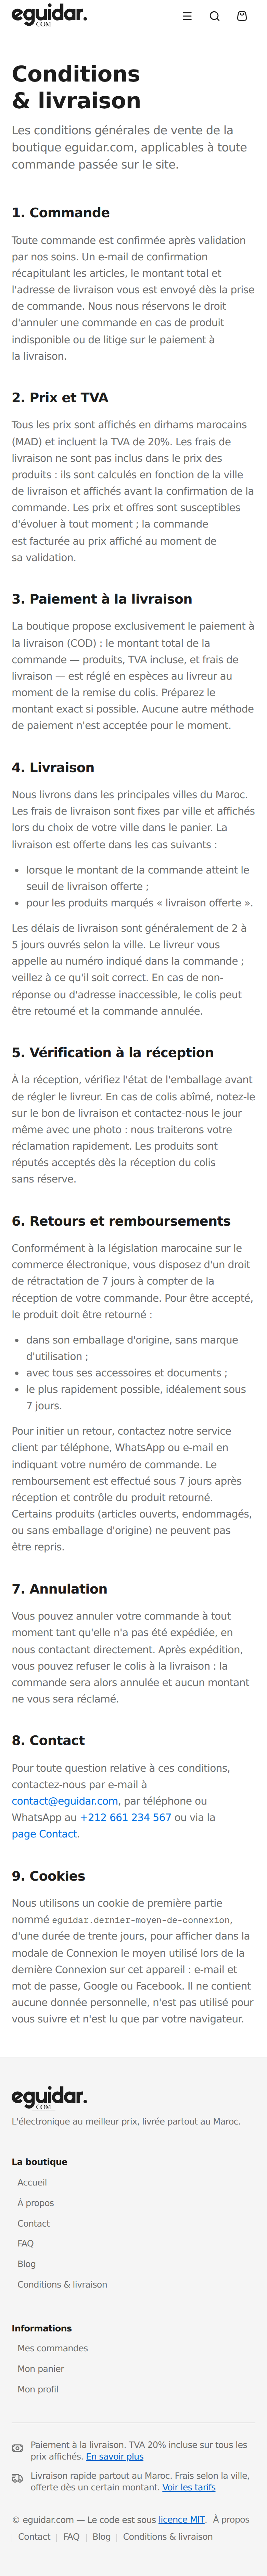 eguidar.
COM
Conditions
& livraison
Les conditions générales de vente de la
boutique eguidar.com, applicables à toute
commande passée sur le site.
1. Commande
Toute commande est confirmée après validation
par nos soins. Un e-mail de confirmation
récapitulant les articles, le montant total et
l'adresse de livraison vous est envoyé dès la prise
de commande. Nous nous réservons le droit
d'annuler une commande en cas de produit
indisponible ou de litige sur le paiement à
la livraison.
2. Prix et TVA
Tous les prix sont affichés en dirhams marocains
(MAD) et incluent la TVA de 20%. Les frais de
livraison ne sont pas inclus dans le prix des
produits : ils sont calculés en fonction de la ville
de livraison et affichés avant la confirmation de la
commande. Les prix et offres sont susceptibles
d'évoluer à tout moment ; la commande
est facturée au prix affiché au moment de
sa validation.
3. Paiement à la livraison
La boutique propose exclusivement le paiement à
la livraison (COD) : le montant total de la
commande — produits, TVA incluse, et frais de
livraison — est réglé en espèces au livreur au
moment de la remise du colis. Préparez le
montant exact si possible. Aucune autre méthode
de paiement n'est acceptée pour le moment.
4. Livraison
Nous livrons dans les principales villes du Maroc.
Les frais de livraison sont fixes par ville et affichés
lors du choix de votre ville dans le panier. La
livraison est offerte dans les cas suivants :
• lorsque le montant de la commande atteint le
seuil de livraison offerte ;
• pour les produits marqués « livraison offerte ».
Les délais de livraison sont généralement de 2 à
5 jours ouvrés selon la ville. Le livreur vous
appelle au numéro indiqué dans la commande ;
veillez à ce qu'il soit correct. En cas de non-
réponse ou d'adresse inaccessible, le colis peut
être retourné et la commande annulée.
5. Vérification à la réception
À la réception, vérifiez l'état de l'emballage avant
de régler le livreur. En cas de colis abîmé, notez-le
sur le bon de livraison et contactez-nous le jour
même avec une photo : nous traiterons votre
réclamation rapidement. Les produits sont
réputés acceptés dès la réception du colis
sans réserve.
6. Retours et remboursements
Conformément à la législation marocaine sur le
commerce électronique, vous disposez d'un droit
de rétractation de 7 jours à compter de la
réception de votre commande. Pour être accepté,
le produit doit être retourné :
• dans son emballage d'origine, sans marque
d'utilisation ;
• avec tous ses accessoires et documents ;
• le plus rapidement possible, idéalement sous
7 jours.
Pour initier un retour, contactez notre service
client par téléphone, WhatsApp ou e-mail en
indiquant votre numéro de commande. Le
remboursement est effectué sous 7 jours après
réception et contrôle du produit retourné.
Certains produits (articles ouverts, endommagés,
ou sans emballage d'origine) ne peuvent pas
être repris.
7. Annulation
Vous pouvez annuler votre commande à tout
moment tant qu'elle n'a pas été expédiée, en
nous contactant directement. Après expédition,
vous pouvez refuser le colis à la livraison : la
commande sera alors annulée et aucun montant
ne vous sera réclamé.
8. Contact
Pour toute question relative à ces conditions,
contactez-nous par e-mail à
contact@eguidar.com, par téléphone ou
WhatsApp au +212 661 234 567 ou via la
page Contact.
9. Cookies
Nous utilisons un cookie de première partie
nommé eguidar.dernier-moyen-de-connexion,
d'une durée de trente jours, pour afficher dans la
modale de Connexion le moyen utilisé lors de la
dernière Connexion sur cet appareil : e-mail et
mot de passe, Google ou Facebook. Il ne contient
aucune donnée personnelle, n'est pas utilisé pour
vous suivre et n'est lu que par votre navigateur.
eguidar.
COM
L'électronique au meilleur prix, livrée partout au Maroc.
La boutique
Accueil
À propos
Contact
FAQ
Blog
Conditions & livraison
Informations
Mes commandes
Mon panier
Mon profil
Paiement à la livraison. TVA 20% incluse sur tous les
prix affichés. En savoir plus
Livraison rapide partout au Maroc. Frais selon la ville,
offerte dès un certain montant. Voir les tarifs
© eguidar.com — Le code est sous licence MIT. À propos
| Contact | FAQ | Blog | Conditions & livraison